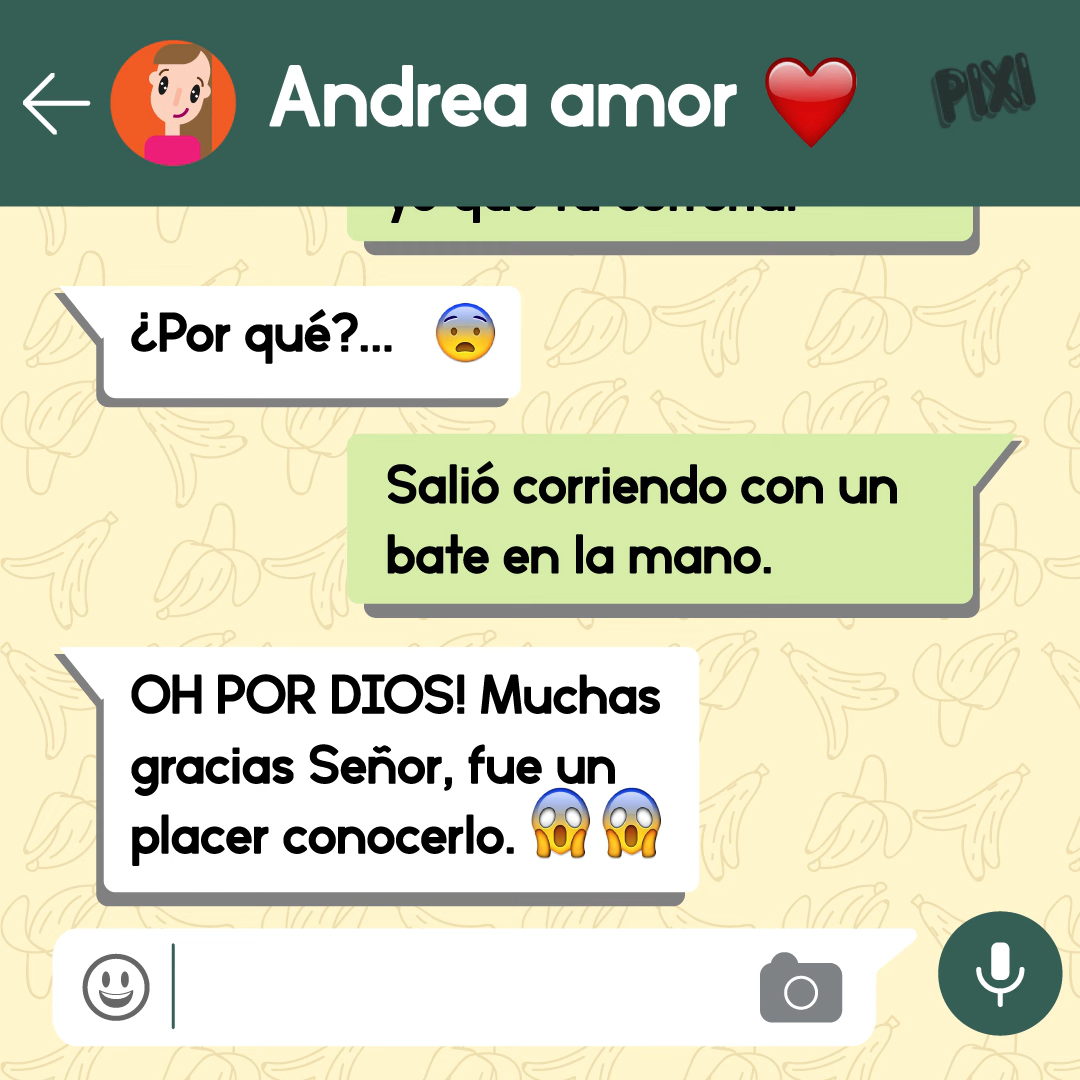 Andrea amor
PIXI
¿Por qué?...
Salió corriendo con un
bate en la mano.
OH POR DIOS! Muchas
gracias Señor, fue un
placer conocerlo.